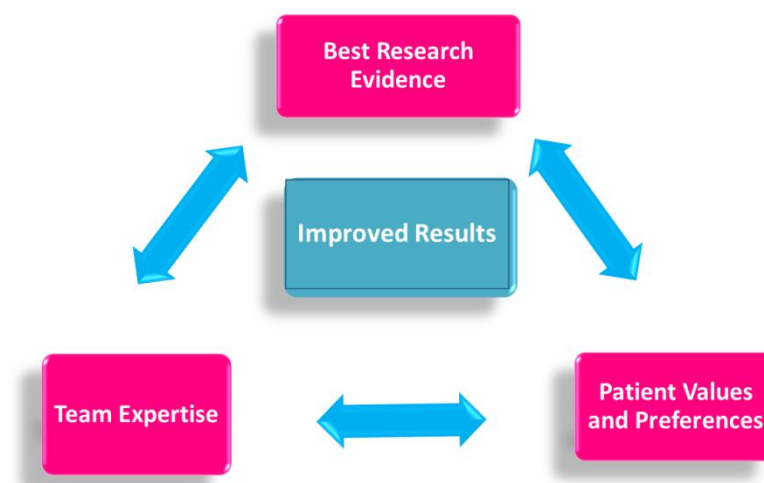 Best Research
Evidence
Improved Results
Team Expertise
Patient Values
and Preferences